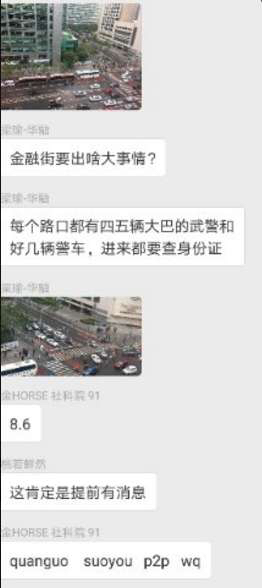 梁瑜-华融
金融街要出啥大事情？
梁瑜-华融
每个路口都有四五辆大巴的武警和
好几辆警车，进来都要查身份证
梁瑜-华融
金HORSE 社科院 91
8.6
这肯定是提前有消息
金HORSE 社科院 91
quanguo suoyou p2p wq